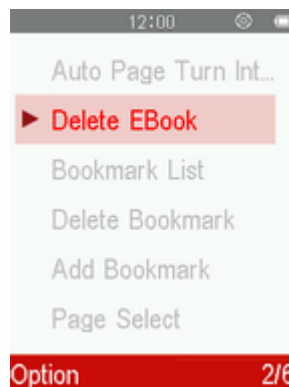 12:00
Auto Page Turn Int...
Delete EBook
Bookmark List
Delete Bookmark
Add Bookmark
Page Select
Option 2/6